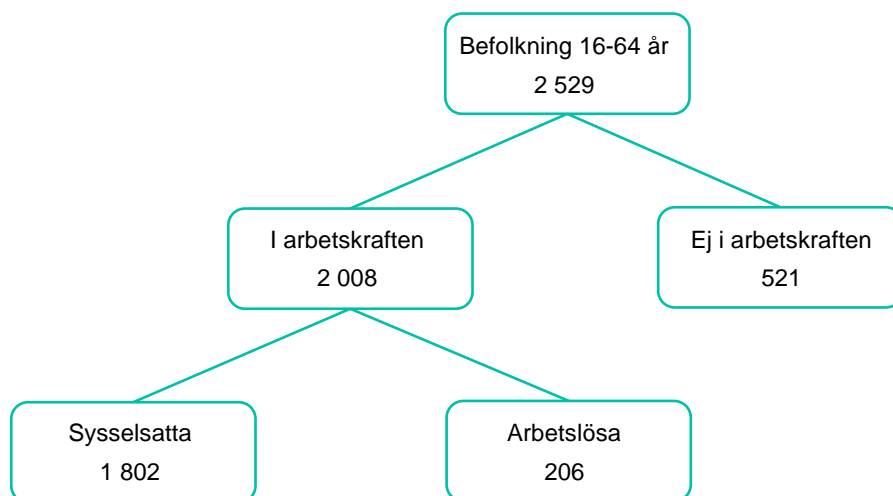 Befolkning 16-64 år
2 529
I arbetskraften
2 008
Ej i arbetskraften
521
Sysselsatta
1 802
Arbetslösa
206